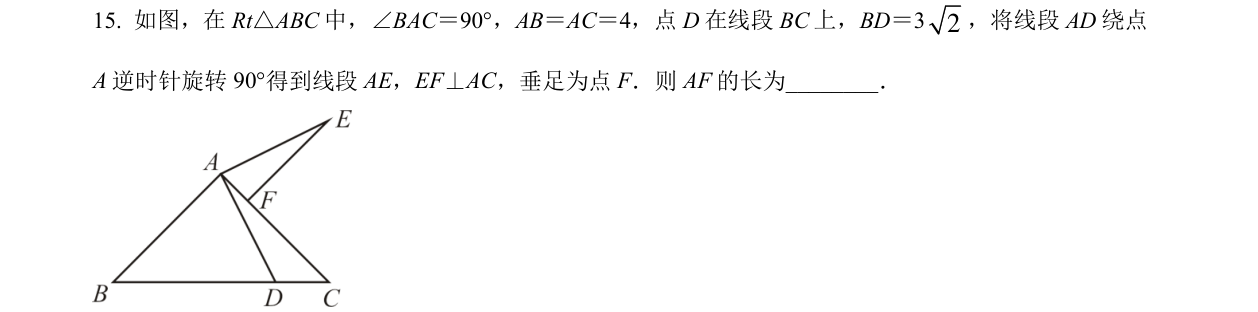 15. 如图，在 Rt△ABC 中，∠BAC＝90°，AB＝AC＝4，点 D 在线段 BC 上，BD＝3√2，将线段 AD 绕点
A 逆时针旋转 90°得到线段 AE，EF⊥AC，垂足为点 F．则 AF 的长为________．
E
A
F
B
D
C